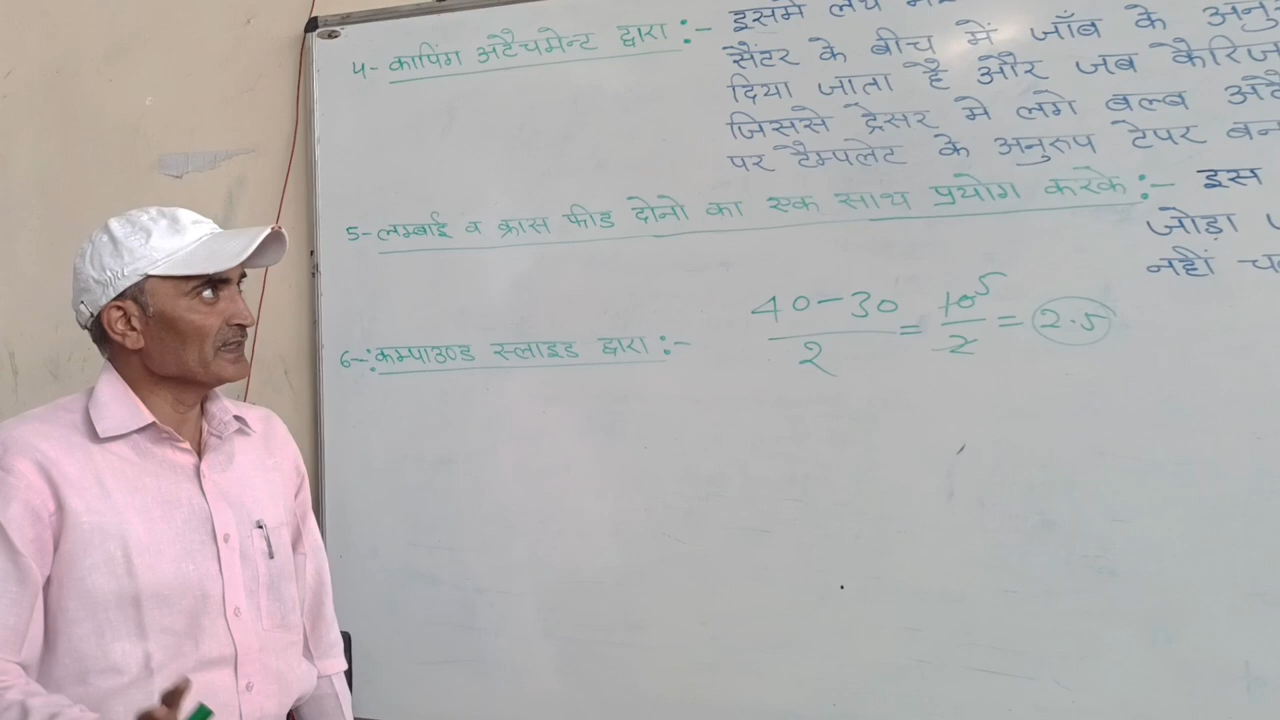 4- कापिंग अटैचमेन्ट द्वारा :-
इसमे
सैंटर के बीच में जॉब के
दिया जाता है और जब
जिससे ट्रेसर मे लगे बल्ब
पर टैम्पलेट के अनुरुप टेपर
5- लम्बाई व क्रास फीड दोनो का एक साथ प्रयोग करके :- इस
जोड़ा
नहीं
40-30 / 2 = 10 5 / 2 = 2.5
6- कम्पाउण्ड स्लाइड द्वारा :-